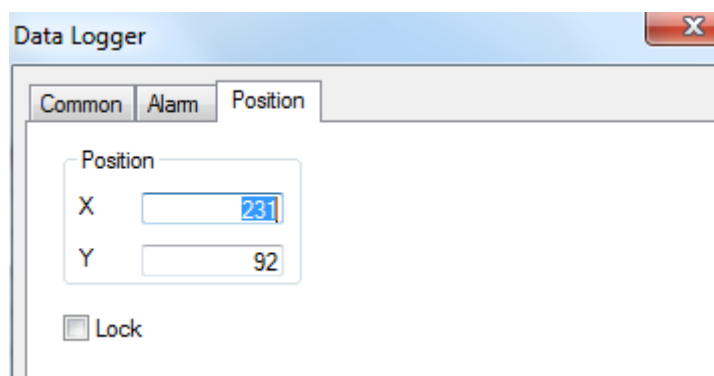 Data Logger
Common Alarm Position
Position
X 231
Y 92
Lock